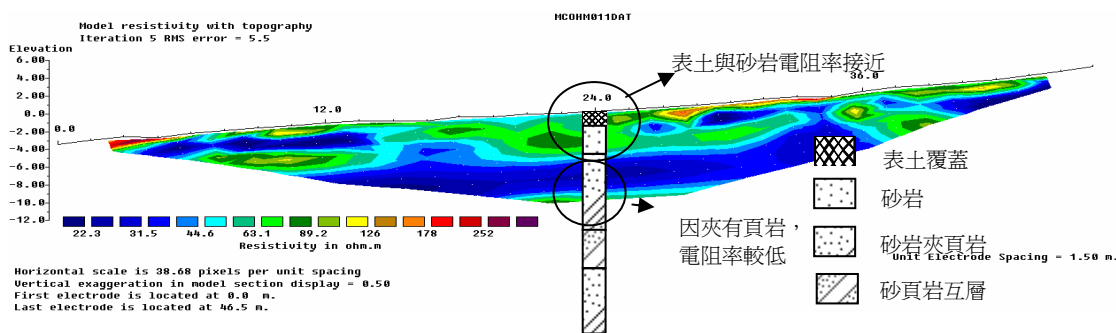 MCOHM011DAT
Model resistivity with topography
Iteration 5 RMS error = 5.5
Elevation
6.00
4.00
2.00
0.0
-2.00
-4.00
-6.00
-8.00
-10.0
-12.0
0.0
12.0
24.0
36.0
表土與砂岩電阻率接近
因夾有頁岩，
電阻率較低
表土覆蓋
砂岩
砂岩夾頁岩
砂頁岩互層
22.3 31.5 44.6 63.1 89.2 126 178 252
Resistivity in ohm.m
Unit Electrode Spacing = 1.50 m.
Horizontal scale is 38.68 pixels per unit spacing
Vertical exaggeration in model section display = 0.50
First electrode is located at 0.0 m.
Last electrode is located at 46.5 m.